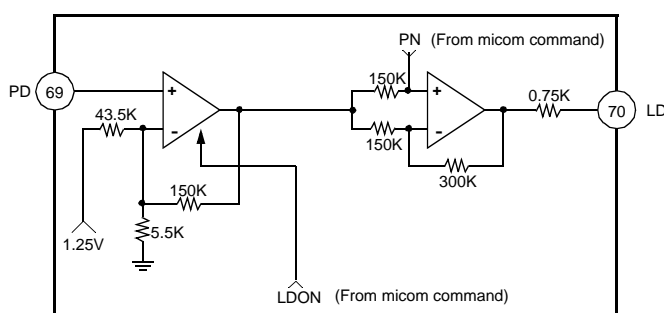 PN (From micom command)
150K
0.75K
PD 69
+
+
70 LD
43.5K
-
150K
-
300K
150K
5.5K
1.25V
LDON (From micom command)